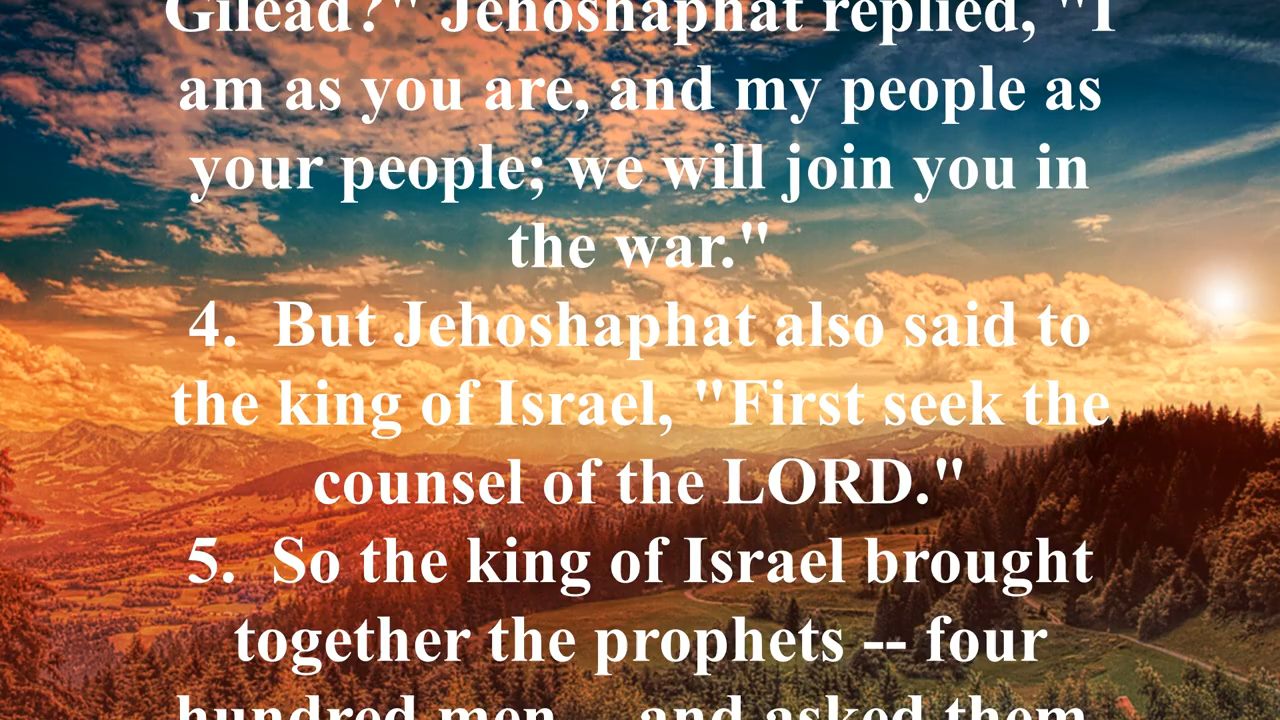 Gilead?" Jehoshaphat replied, "I
am as you are, and my people as
your people; we will join you in
the war."
4.  But Jehoshaphat also said to
the king of Israel, "First seek the
counsel of the LORD."
5.  So the king of Israel brought
together the prophets -- four
hundred men -- and asked them,